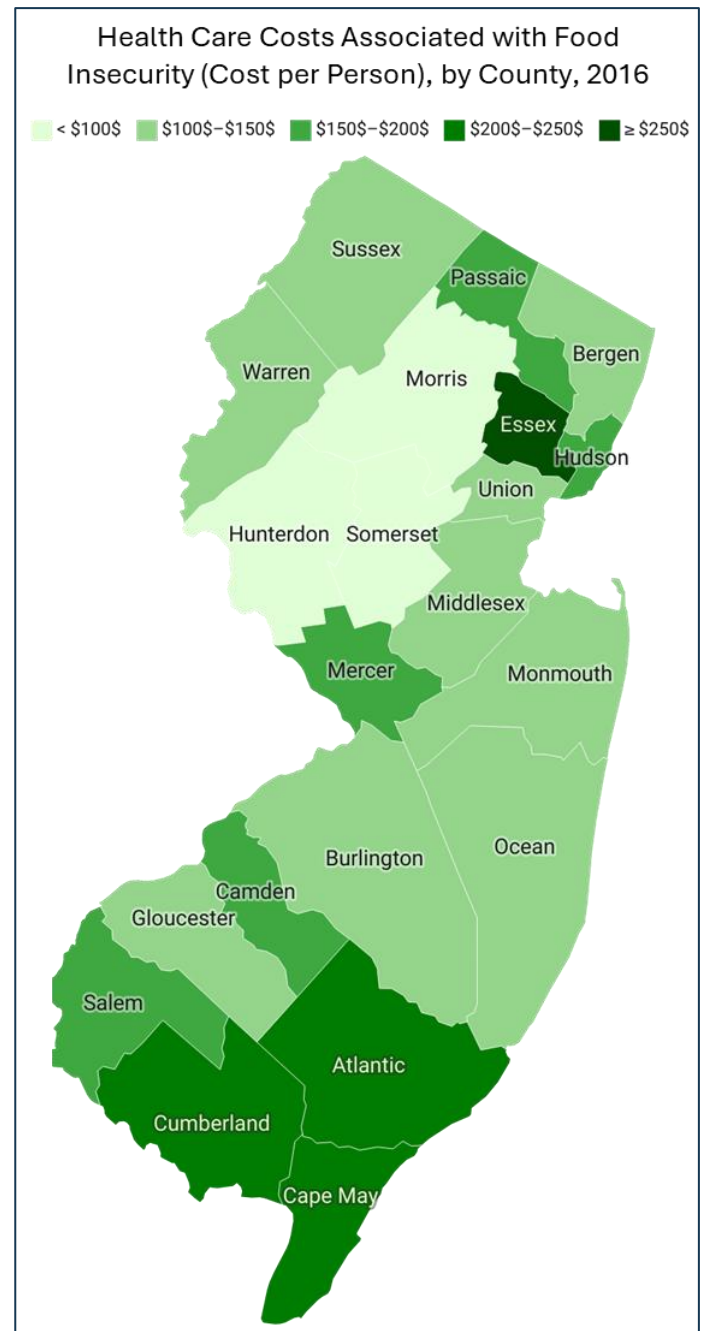 Health Care Costs Associated with Food
Insecurity (Cost per Person), by County, 2016
< $100$ $100$–$150$ $150$–$200$ $200$–$250$ ≥ $250$
Sussex
Passaic
Bergen
Warren
Morris
Essex
Hudson
Union
Hunterdon Somerset
Middlesex
Mercer
Monmouth
Ocean
Burlington
Camden
Gloucester
Salem
Atlantic
Cumberland
Cape May